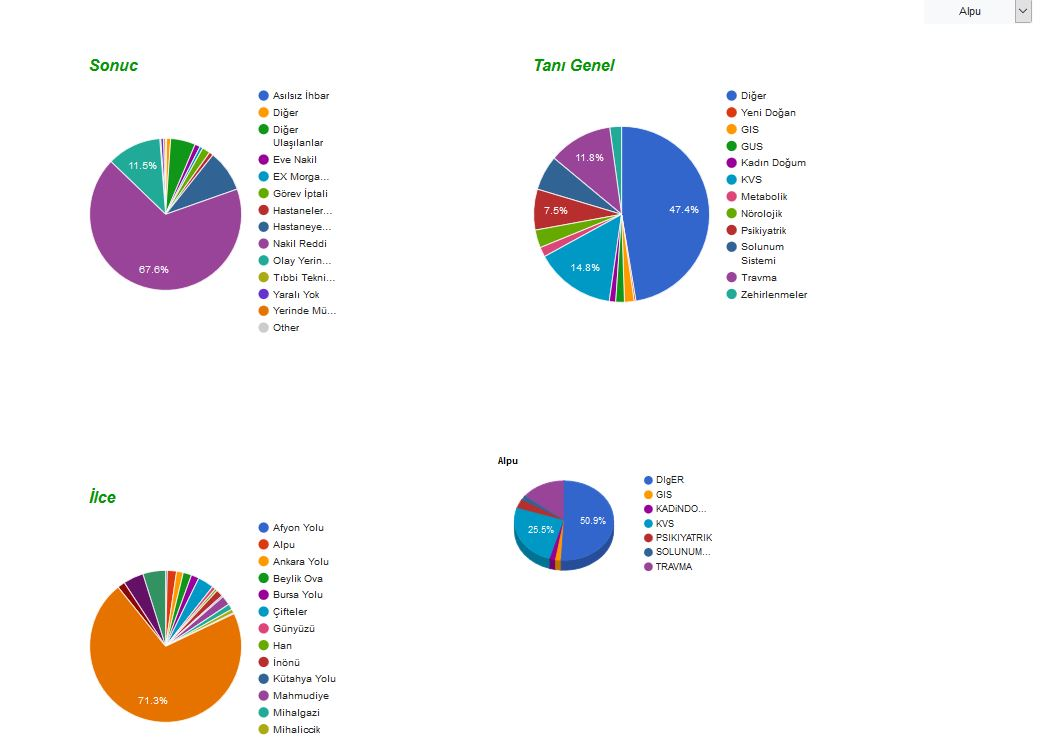 Alpu
Sonuc
Asılsız İhbar
Diğer
Diğer
Ulaşılanlar
Eve Nakil
EX Morga...
Görev İptali
Hastaneler...
Hastaneye...
Nakil Reddi
Olay Yerin...
Tıbbi Tekni...
Yaralı Yok
Yerinde Mü...
Other
11.5%
67.6%
Tanı Genel
Diğer
Yeni Doğan
GIS
GUS
Kadın Doğum
KVS
Metabolik
Nörolojik
Psikiyatrik
Solunum
Sistemi
Travma
Zehirlenmeler
11.8%
7.5%
47.4%
14.8%
İlce
Afyon Yolu
Alpu
Ankara Yolu
Beylik Ova
Bursa Yolu
Çifteler
Günyüzü
Han
İnönü
Kütahya Yolu
Mahmudiye
Mihalgazi
Mihaliccik
71.3%
Alpu
DIgER
GIS
KADiNDO...
KVS
PSIKIYATRIK
SOLUNUM...
TRAVMA
50.9%
25.5%